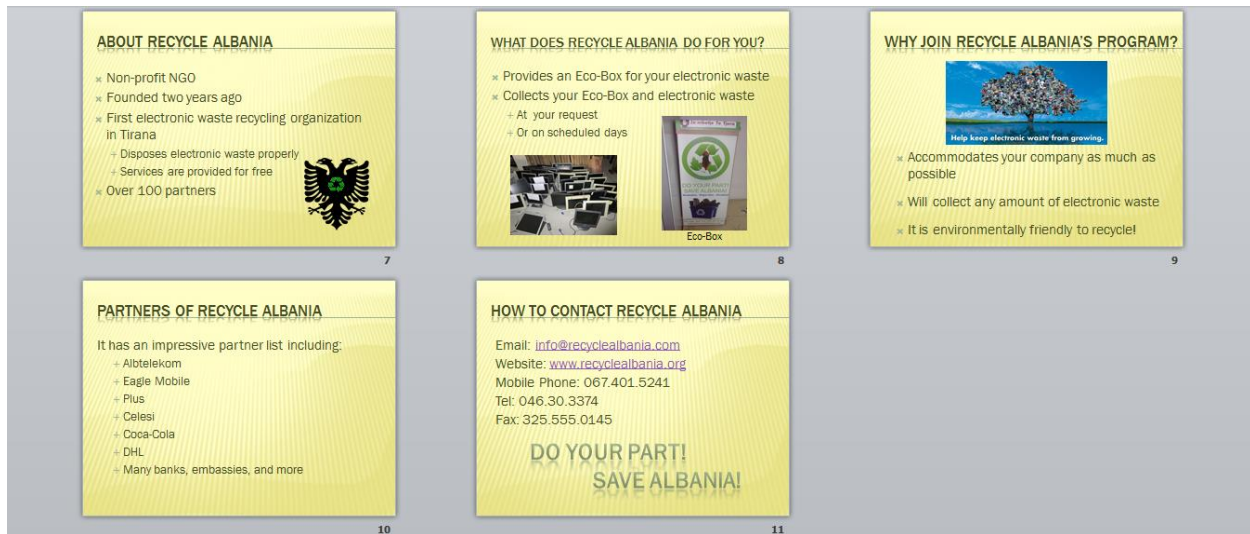 ABOUT RECYCLE ALBANIA
Non-profit NGO
Founded two years ago
First electronic waste recycling organization
in Tirana
+ Disposes electronic waste properly
+ Services are provided for free
Over 100 partners
7
WHAT DOES RECYCLE ALBANIA DO FOR YOU?
Provides an Eco-Box for your electronic waste
Collects your Eco-Box and electronic waste
+ At your request
+ Or on scheduled days
DO YOUR PART!
SAVE ALBANIA!
Eco-Box
8
WHY JOIN RECYCLE ALBANIA'S PROGRAM?
Help keep electronic waste from growing.
Accommodates your company as much as
possible
Will collect any amount of electronic waste
It is environmentally friendly to recycle!
9
PARTNERS OF RECYCLE ALBANIA
It has an impressive partner list including:
+ Albtelekom
+ Eagle Mobile
+ Plus
+ Celesi
+ Coca-Cola
+ DHL
+ Many banks, embassies, and more
10
HOW TO CONTACT RECYCLE ALBANIA
Email: info@recyclealbania.com
Website: www.recyclealbania.org
Mobile Phone: 067.401.5241
Tel: 046.30.3374
Fax: 325.555.0145
DO YOUR PART!
SAVE ALBANIA!
11